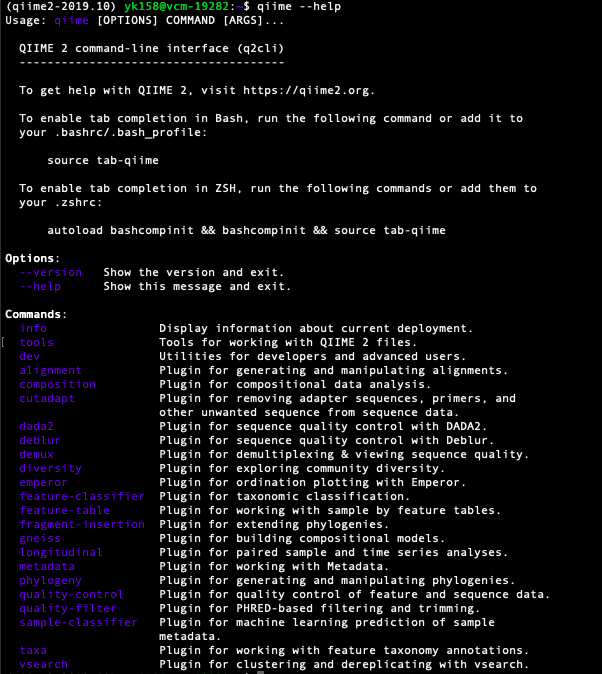 (qiime2-2019.10) yk158@vcm-19282:~$ qiime --help
Usage: qiime [OPTIONS] COMMAND [ARGS]...
QIIME 2 command-line interface (q2cli)
--------------------------------------
To get help with QIIME 2, visit https://qiime2.org.
To enable tab completion in Bash, run the following command or add it to
your .bashrc/.bash_profile:
source tab-qiime
To enable tab completion in ZSH, run the following commands or add them to
your .zshrc:
autoload bashcompinit && bashcompinit && source tab-qiime
Options:
--version Show the version and exit.
--help Show this message and exit.
Commands:
info Display information about current deployment.
tools Tools for working with QIIME 2 files.
dev Utilities for developers and advanced users.
alignment Plugin for generating and manipulating alignments.
composition Plugin for compositional data analysis.
cutadapt Plugin for removing adapter sequences, primers, and
other unwanted sequence from sequence data.
dada2 Plugin for sequence quality control with DADA2.
deblur Plugin for sequence quality control with Deblur.
demux Plugin for demultiplexing & viewing sequence quality.
diversity Plugin for exploring community diversity.
emperor Plugin for ordination plotting with Emperor.
feature-classifier Plugin for taxonomic classification.
feature-table Plugin for working with sample by feature tables.
fragment-insertion Plugin for extending phylogenies.
gneiss Plugin for building compositional models.
longitudinal Plugin for paired sample and time series analyses.
metadata Plugin for working with Metadata.
phylogeny Plugin for generating and manipulating phylogenies.
quality-control Plugin for quality control of feature and sequence data.
quality-filter Plugin for PHRED-based filtering and trimming.
sample-classifier Plugin for machine learning prediction of sample
metadata.
taxa Plugin for working with feature taxonomy annotations.
vsearch Plugin for clustering and dereplicating with vsearch.